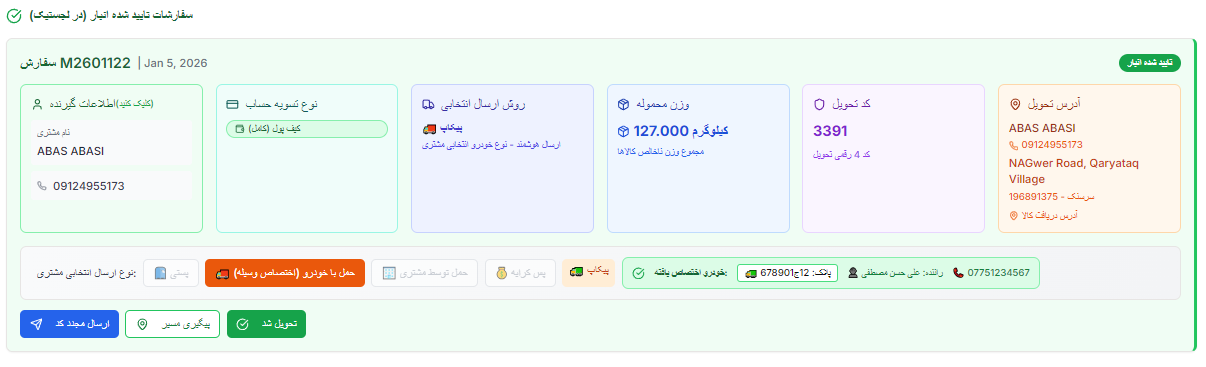 سفارشات تایید شده انبار (در لجستیک)
سفارش M2601122 | Jan 5, 2026
تایید شده انبار
اطلاعات گیرنده (کلیک کنید)
نام مشتری
ABAS ABASI
09124955173
نوع تسویه حساب
کیف پول (کامل)
روش ارسال انتخابی
پیکاپ
ارسال هوشمند - نوع خودرو انتخابی مشتری
وزن محموله
127.000 کیلوگرم
مجموع وزن ناخالص کالاها
کد تحویل
3391
کد 4 رقمی تحویل
آدرس تحویل
ABAS ABASI
09124955173
NAGwer Road, Qaryataq
Village
سرسنک - 196891375
آدرس دریافت کالا
نوع ارسال انتخابی مشتری:
پستی
حمل با خودرو (اختصاص وسیله)
حمل توسط مشتری
پس کرایه
پیکاپ
خودرو اختصاص یافته:
پلاک: 12ج678901
راننده: علی حسن مصطفی
07751234567
ارسال مجدد کد
پیگیری مسیر
تحویل شد